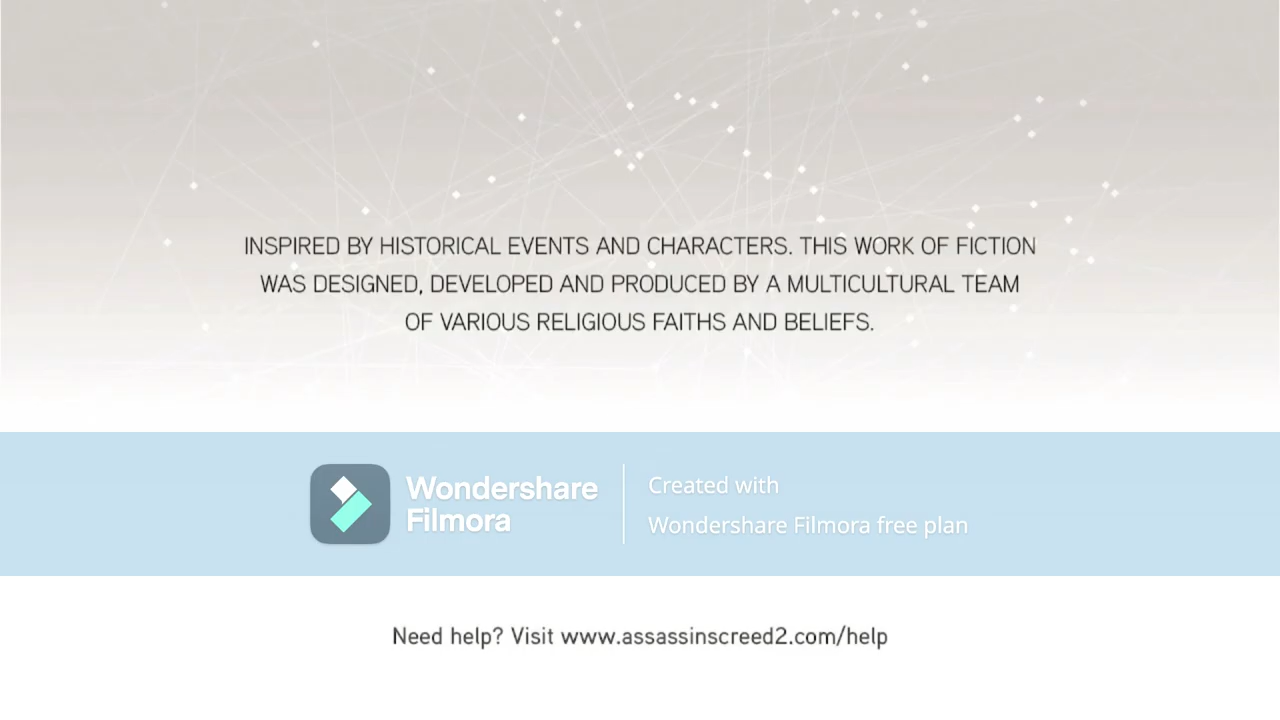 INSPIRED BY HISTORICAL EVENTS AND CHARACTERS. THIS WORK OF FICTION
WAS DESIGNED, DEVELOPED AND PRODUCED BY A MULTICULTURAL TEAM
OF VARIOUS RELIGIOUS FAITHS AND BELIEFS.
Wondershare
Filmora
Created with
Wondershare Filmora free plan
Need help? Visit www.assassinscreed2.com/help